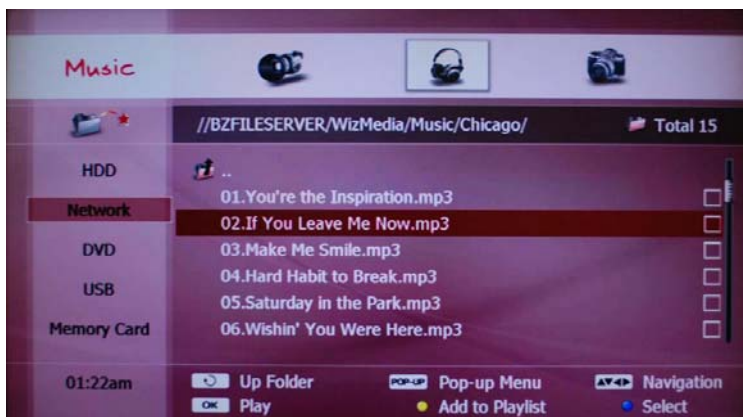 Music
//BZFILESERVER/WizMedia/Music/Chicago/ Total 15
HDD
Network
DVD
USB
Memory Card
..
01.You're the Inspiration.mp3
02.If You Leave Me Now.mp3
03.Make Me Smile.mp3
04.Hard Habit to Break.mp3
05.Saturday in the Park.mp3
06.Wishin' You Were Here.mp3
01:22am
Up Folder
POP-UP Pop-up Menu
Navigation
OK Play
Add to Playlist
Select